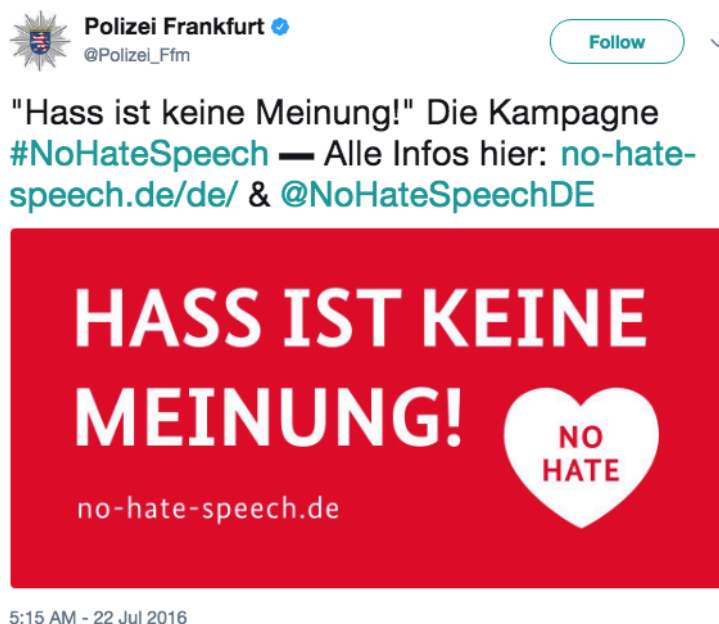 Polizei Frankfurt
@Polizei_Ffm
Follow
"Hass ist keine Meinung!" Die Kampagne
#NoHateSpeech — Alle Infos hier: no-hate-
speech.de/de/ & @NoHateSpeechDE
HASS IST KEINE
MEINUNG!
NO
HATE
no-hate-speech.de
5:15 AM - 22 Jul 2016